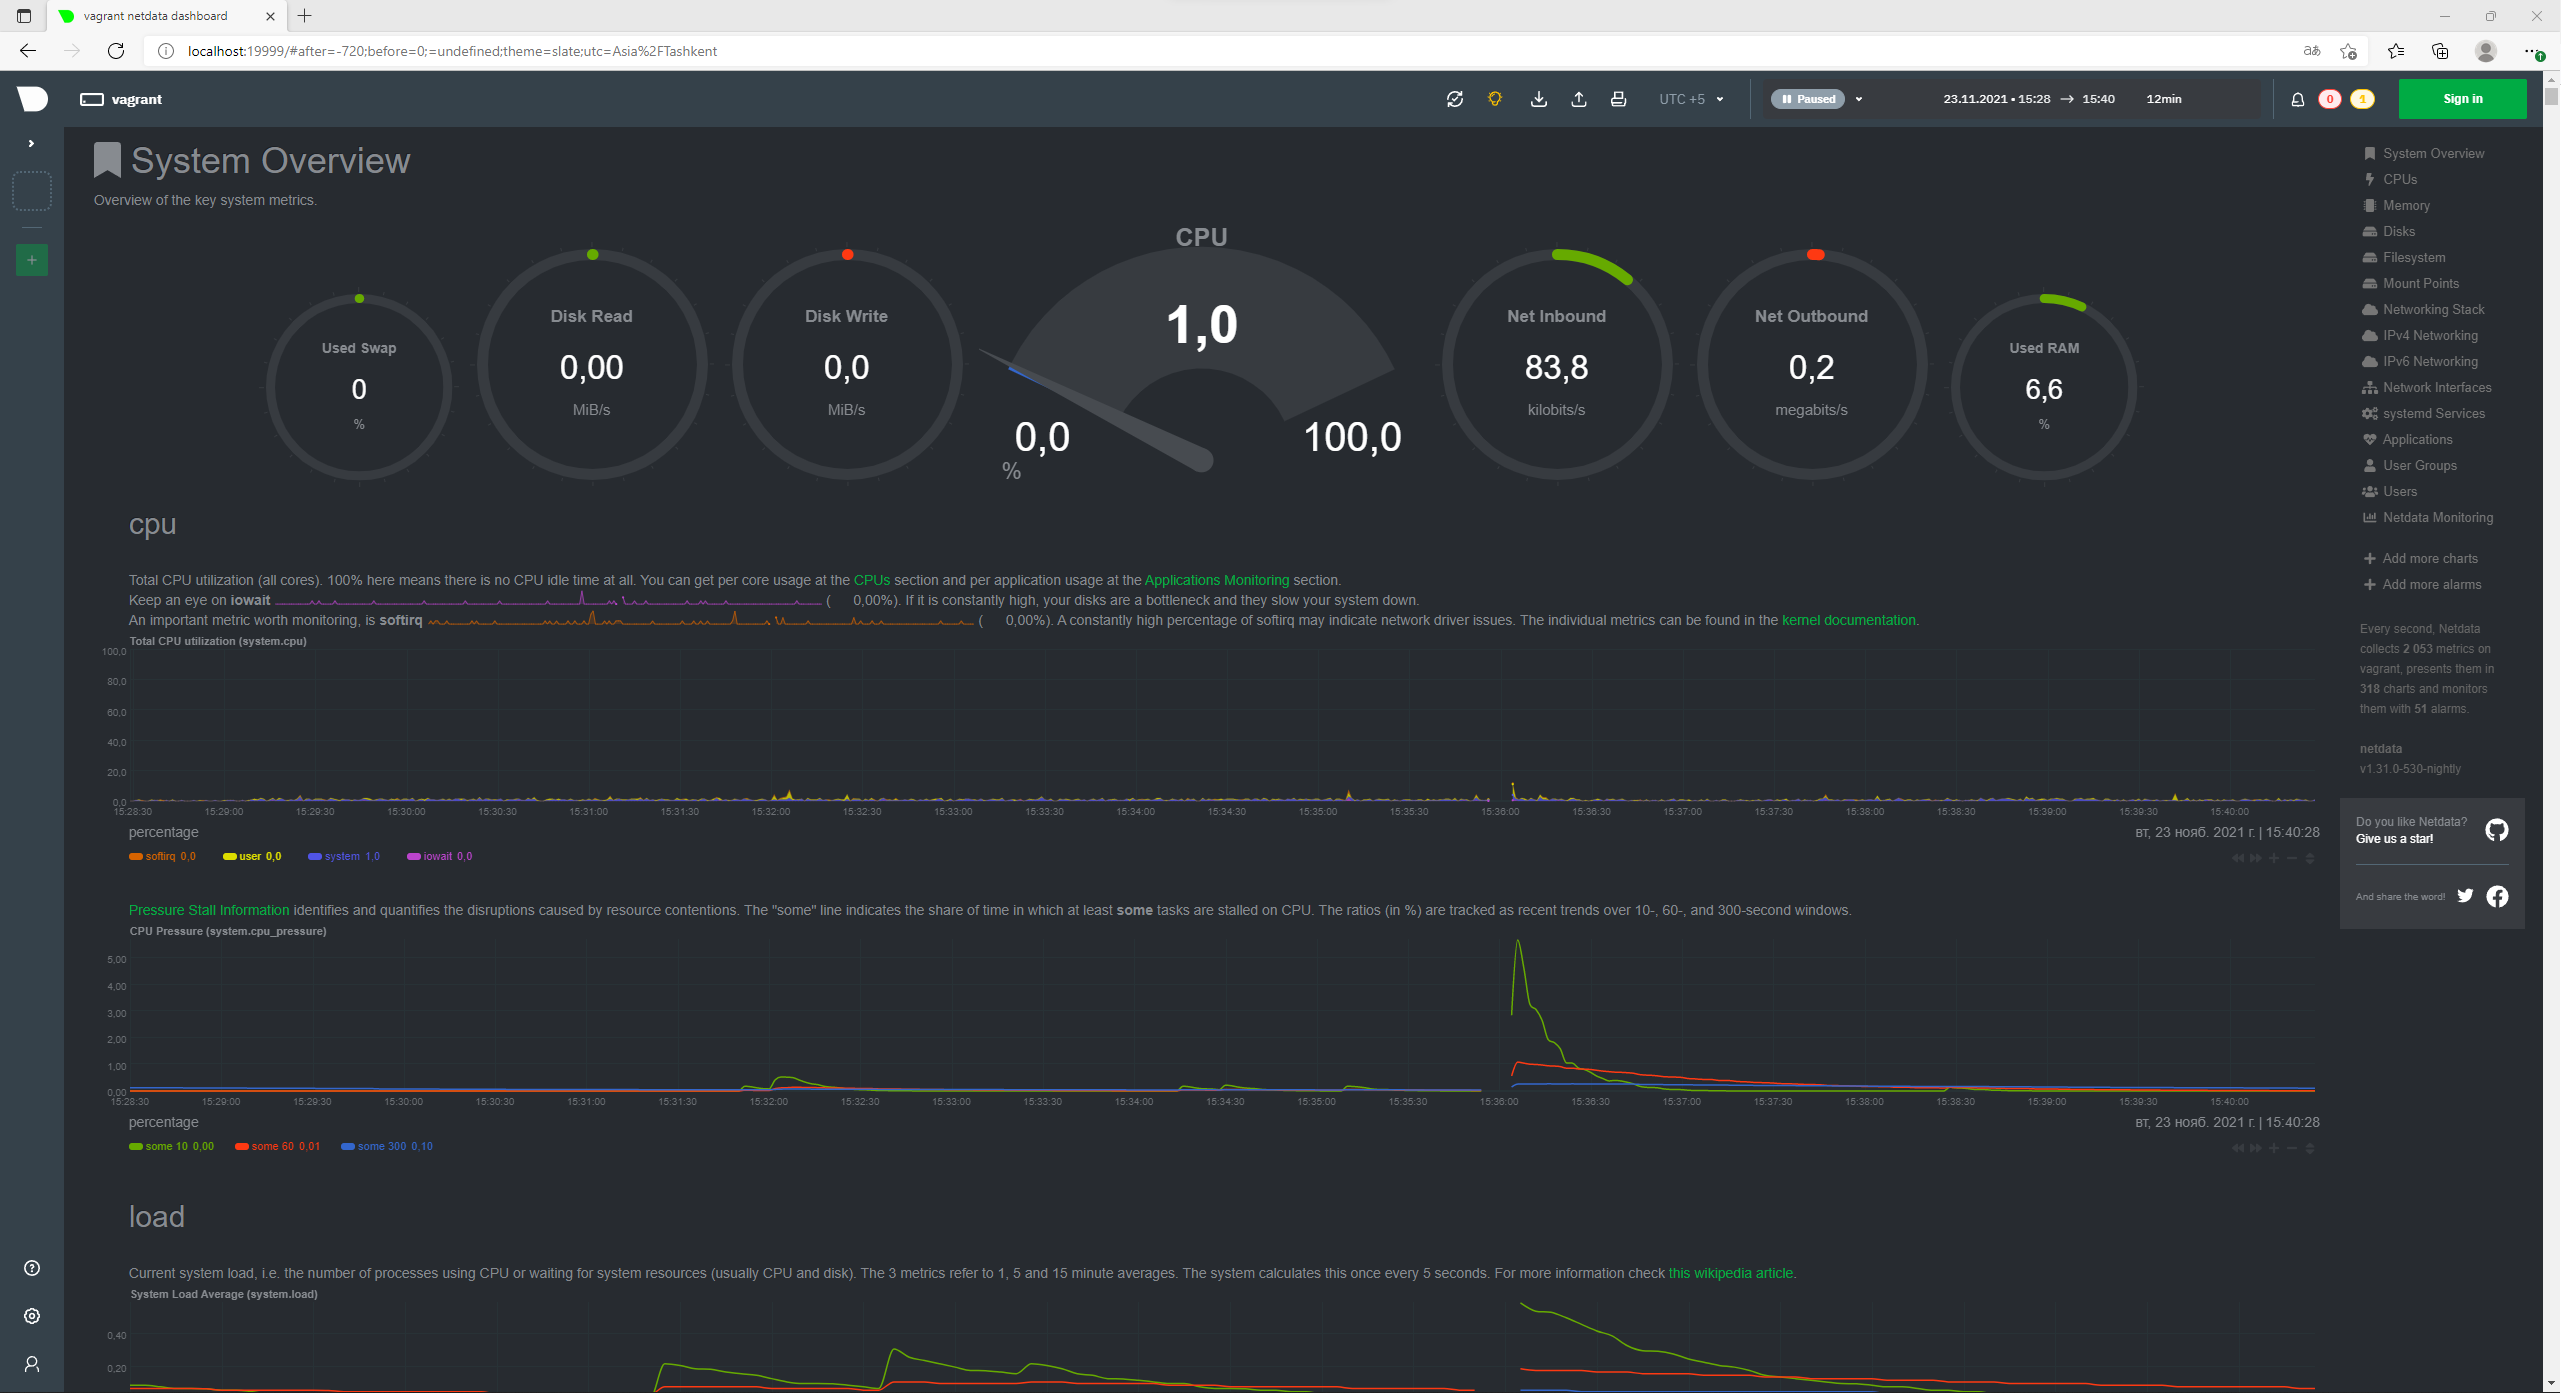 vagrant netdata dashboard
localhost:19999/#after=-720;before=0;=undefined;theme=slate;utc=Asia%2FTashkent
vagrant
UTC +5
Paused
23.11.2021 • 15:28 → 15:40
12min
0
1
Sign in
System Overview
Overview of the key system metrics.
Used Swap
0
%
Disk Read
0,00
MiB/s
Disk Write
0,0
MiB/s
CPU
1,0
0,0
100,0
%
Net Inbound
83,8
kilobits/s
Net Outbound
0,2
megabits/s
Used RAM
6,6
%
cpu
Total CPU utilization (all cores). 100% here means there is no CPU idle time at all. You can get per core usage at the CPUs section and per application usage at the Applications Monitoring section.
Keep an eye on iowait ( 0,00%). If it is constantly high, your disks are a bottleneck and they slow your system down.
An important metric worth monitoring, is softirq ( 0,00%). A constantly high percentage of softirq may indicate network driver issues. The individual metrics can be found in the kernel documentation.
Total CPU utilization (system.cpu)
100,0
80,0
60,0
40,0
20,0
0,0
15:28:30 15:29:00 15:29:30 15:30:00 15:30:30 15:31:00 15:31:30 15:32:00 15:32:30 15:33:00 15:33:30 15:34:00 15:34:30 15:35:00 15:35:30 15:36:00 15:36:30 15:37:00 15:37:30 15:38:00 15:38:30 15:39:00 15:39:30 15:40:00
percentage
вт, 23 нояб. 2021 г. | 15:40:28
softirq 0,0 user 0,0 system 1,0 iowait 0,0
Pressure Stall Information identifies and quantifies the disruptions caused by resource contentions. The "some" line indicates the share of time in which at least some tasks are stalled on CPU. The ratios (in %) are tracked as recent trends over 10-, 60-, and 300-second windows.
CPU Pressure (system.cpu_pressure)
5,00
4,00
3,00
2,00
1,00
0,00
15:28:30 15:29:00 15:29:30 15:30:00 15:30:30 15:31:00 15:31:30 15:32:00 15:32:30 15:33:00 15:33:30 15:34:00 15:34:30 15:35:00 15:35:30 15:36:00 15:36:30 15:37:00 15:37:30 15:38:00 15:38:30 15:39:00 15:39:30 15:40:00
percentage
вт, 23 нояб. 2021 г. | 15:40:28
some 10 0,00 some 60 0,01 some 300 0,10
load
Current system load, i.e. the number of processes using CPU or waiting for system resources (usually CPU and disk). The 3 metrics refer to 1, 5 and 15 minute averages. The system calculates this once every 5 seconds. For more information check this wikipedia article.
System Load Average (system.load)
0,40
0,20
System Overview
CPUs
Memory
Disks
Filesystem
Mount Points
Networking Stack
IPv4 Networking
IPv6 Networking
Network Interfaces
systemd Services
Applications
User Groups
Users
Netdata Monitoring
Add more charts
Add more alarms
Every second, Netdata
collects 2 053 metrics on
vagrant, presents them in
318 charts and monitors
them with 51 alarms.
netdata
v1.31.0-530-nightly
Do you like Netdata?
Give us a star!
And share the word!